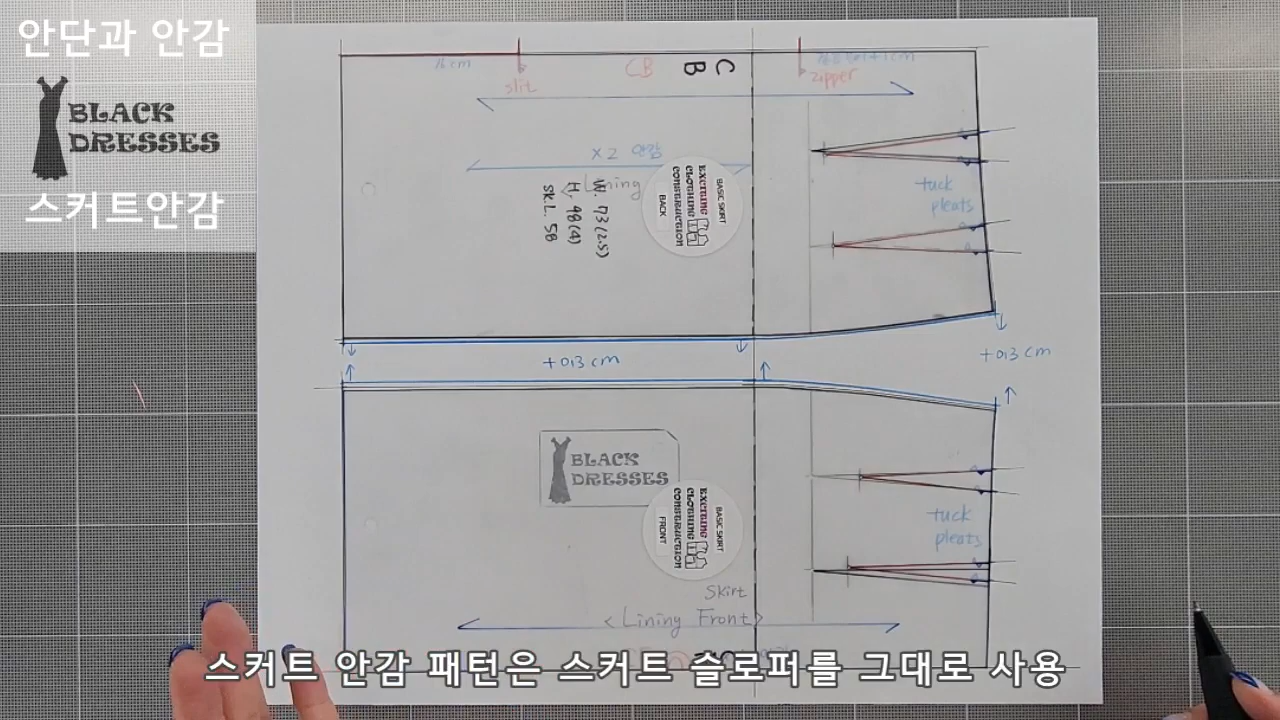 안단과 안감
BLACK
DRESSES
스커트안감
CB
slit
CB
zipper
x 2 안감
Lining
W. 73(2.5)
H. 98(4)
SK.L. 58
BASIC SKIRT
EXCITING
CLOTHING
CONSTRUCTION
BACK
tuck
pleats
+0.3 cm
+0.3 cm
BLACK
DRESSES
BASIC SKIRT
EXCITING
CLOTHING
CONSTRUCTION
FRONT
tuck
pleats
Skirt
<Lining Front>
스커트 안감 패턴은 스커트 슬로퍼를 그대로 사용